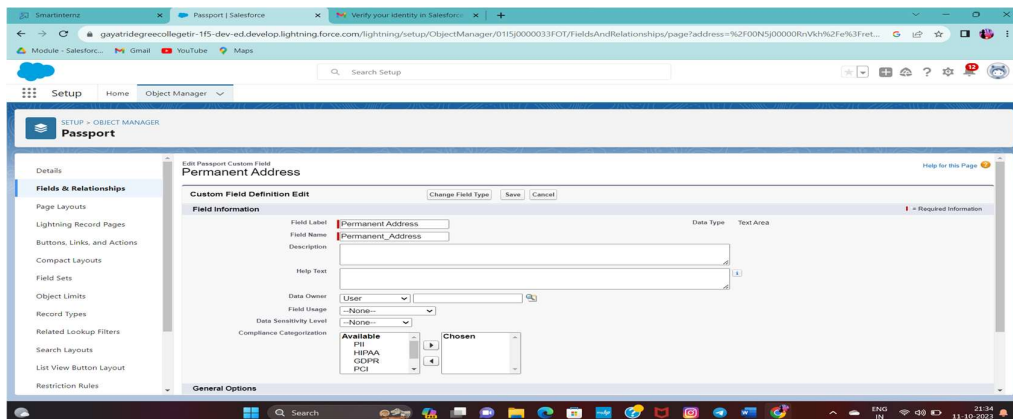 Smartinternz
Passport | Salesforce
Verify your identity in Salesforce
gayatridegreecollegetir-1f5-dev-ed.develop.lightning.force.com/lightning/setup/ObjectManager/01I5j0000033FOT/FieldsAndRelationships/page?address=%2F00N5j00000RnVkh%2Fe%3Fret...
Module - Salesforc... Gmail YouTube Maps
Search Setup
12
Setup Home Object Manager
SETUP > OBJECT MANAGER
Passport
Details
Fields & Relationships
Page Layouts
Lightning Record Pages
Buttons, Links, and Actions
Compact Layouts
Field Sets
Object Limits
Record Types
Related Lookup Filters
Search Layouts
List View Button Layout
Restriction Rules
Edit Passport Custom Field
Permanent Address
Help for this Page
Custom Field Definition Edit Change Field Type Save Cancel
Field Information = Required Information
Field Label Permanent Address Data Type Text Area
Field Name Permanent_Address
Description
Help Text
Data Owner User
Field Usage --None--
Data Sensitivity Level --None--
Compliance Categorization Available Chosen
PII
HIPAA
GDPR
PCI
General Options
Search
ENG 21:34
IN 11-10-2023